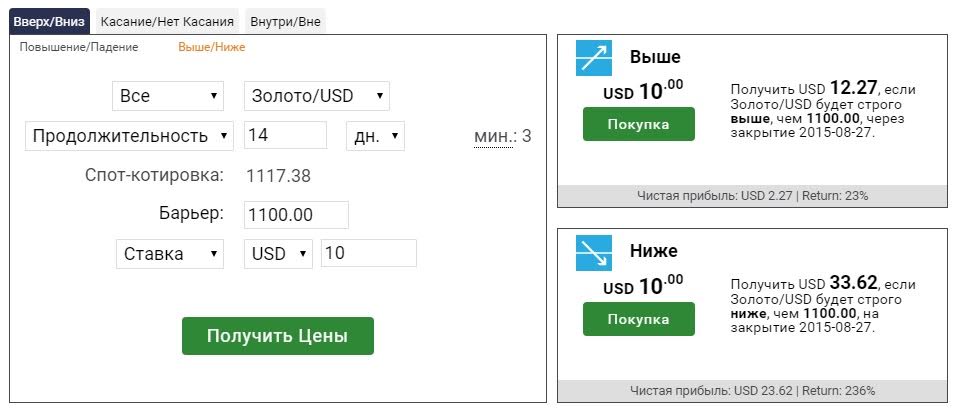 Вверх/Вниз
Касание/Нет Касания
Внутри/Вне
Повышение/Падение
Выше/Ниже
Все
Золото/USD
Продолжительность
14
дн.
мин.: 3
Спот-котировка: 1117.38
Барьер: 1100.00
Ставка
USD
10
Получить Цены
Выше
USD 10.00
Покупка
Получить USD 12.27, если
Золото/USD будет строго
выше, чем 1100.00, через
закрытие 2015-08-27.
Чистая прибыль: USD 2.27 | Return: 23%
Ниже
USD 10.00
Покупка
Получить USD 33.62, если
Золото/USD будет строго
ниже, чем 1100.00, на
закрытие 2015-08-27.
Чистая прибыль: USD 23.62 | Return: 236%